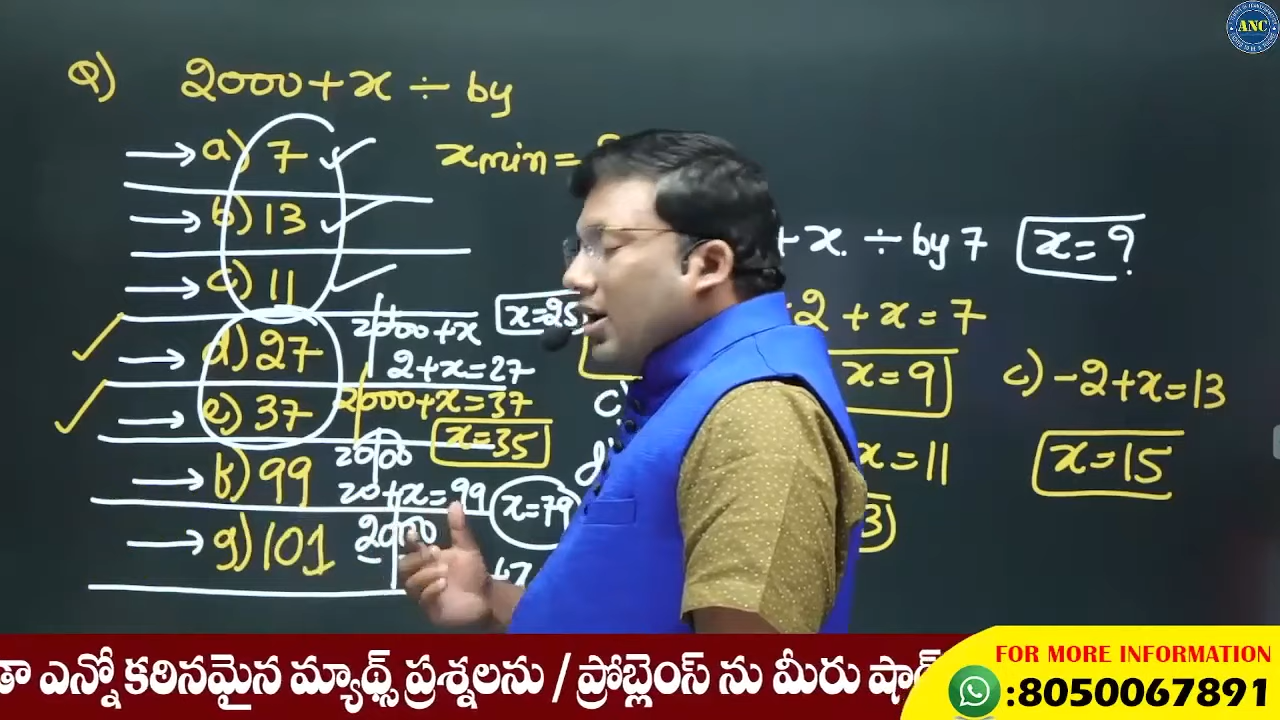 Q) 2000+x ÷ by
→ a) 7 ✓
xmin =
→ b) 13 ✓
+ x. ÷ by 7 x=?
→ c) 11 ✓
2000+x x=25
2 + x = 7
✓ → d) 27
2+x=27
x=9 c) -2+x=13
✓ → e) 37
2000+x=37
x=35
x=11 x=15
→ f) 99
2000
20+x=99 x=79
→ g) 101
2000
+x
ANC
ఎన్నో కఠినమైన మ్యాథ్స్ ప్రశ్నలను / ప్రోబ్లెంస్ ను మీరు
FOR MORE INFORMATION
:8050067891